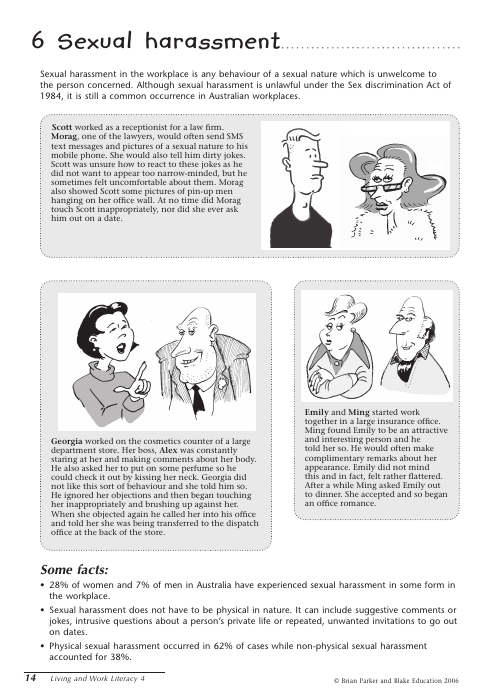 6 Sexual harassment
Sexual harassment in the workplace is any behaviour of a sexual nature which is unwelcome to
the person concerned. Although sexual harassment is unlawful under the Sex discrimination Act of
1984, it is still a common occurrence in Australian workplaces.
Scott worked as a receptionist for a law firm.
Morag, one of the lawyers, would often send SMS
text messages and pictures of a sexual nature to his
mobile phone. She would also tell him dirty jokes.
Scott was unsure how to react to these jokes as he
did not want to appear too narrow-minded, but he
sometimes felt uncomfortable about them. Morag
also showed Scott some pictures of pin-up men
hanging on her office wall. At no time did Morag
touch Scott inappropriately, nor did she ever ask
him out on a date.
Georgia worked on the cosmetics counter of a large
department store. Her boss, Alex was constantly
staring at her and making comments about her body.
He also asked her to put on some perfume so he
could check it out by kissing her neck. Georgia did
not like this sort of behaviour and she told him so.
He ignored her objections and then began touching
her inappropriately and brushing up against her.
When she objected again he called her into his office
and told her she was being transferred to the dispatch
office at the back of the store.
Emily and Ming started work
together in a large insurance office.
Ming found Emily to be an attractive
and interesting person and he
told her so. He would often make
complimentary remarks about her
appearance. Emily did not mind
this and in fact, felt rather flattered.
After a while Ming asked Emily out
to dinner. She accepted and so began
an office romance.
Some facts:
• 28% of women and 7% of men in Australia have experienced sexual harassment in some form in
the workplace.
• Sexual harassment does not have to be physical in nature. It can include suggestive comments or
jokes, intrusive questions about a person's private life or repeated, unwanted invitations to go out
on dates.
• Physical sexual harassment occurred in 62% of cases while non-physical sexual harassment
accounted for 38%.
14 Living and Work Literacy 4
© Brian Parker and Blake Education 2006